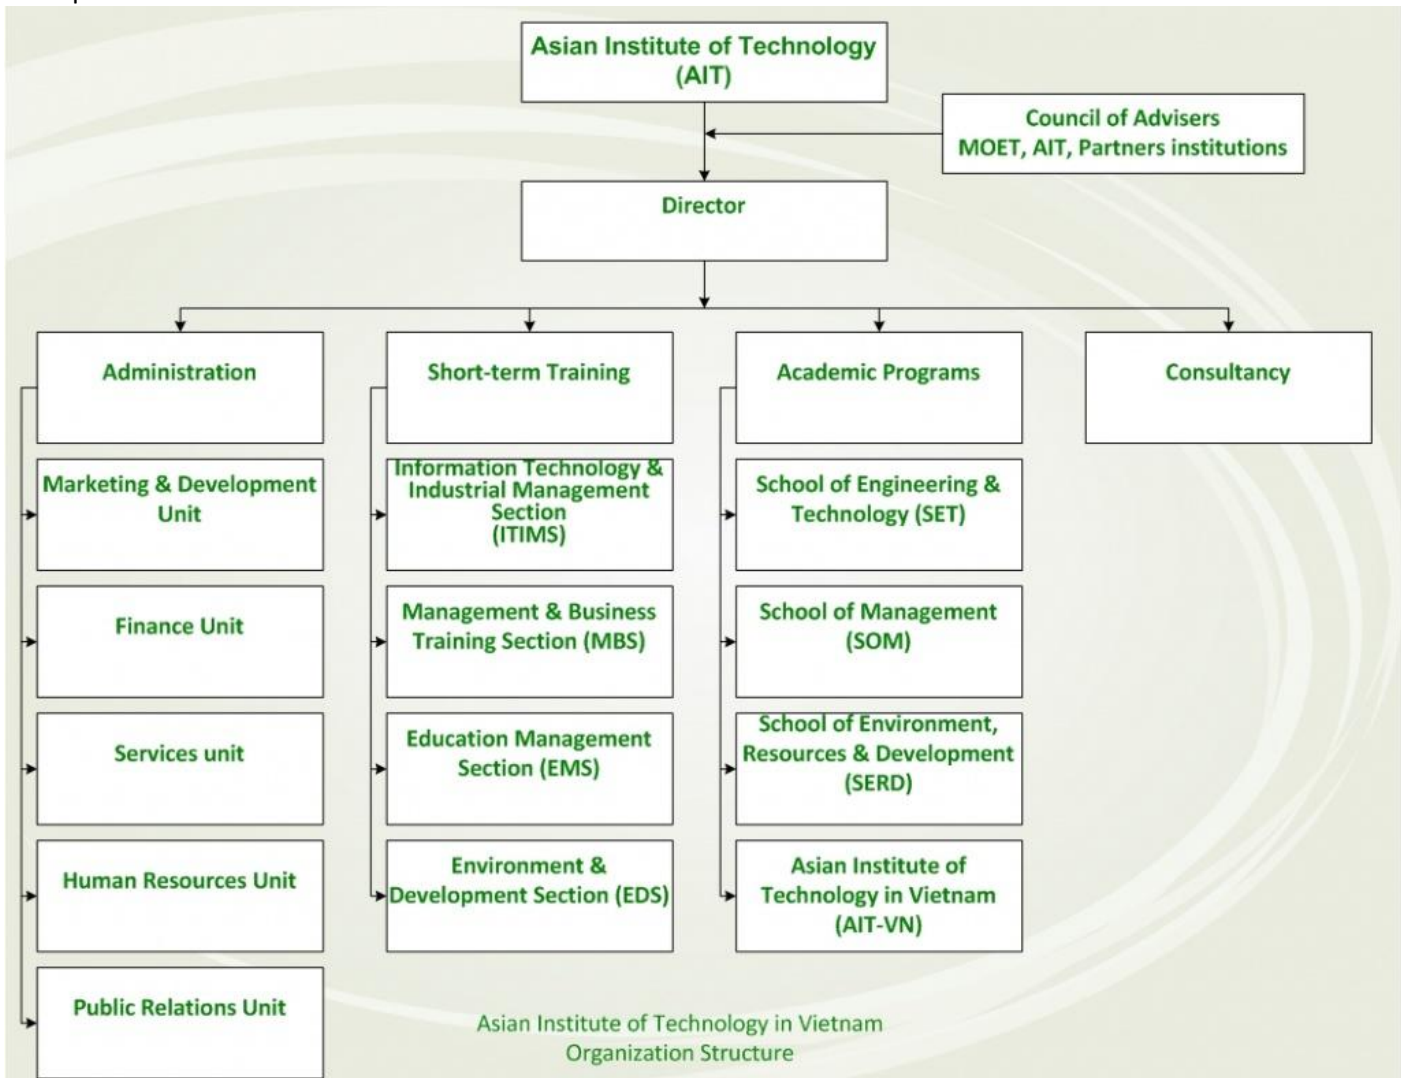 Asian Institute of Technology
(AIT)
Council of Advisers
MOET, AIT, Partners institutions
Director
Administration
Short-term Training
Academic Programs
Consultancy
Marketing & Development
Unit
Information Technology &
Industrial Management
Section
(ITIMS)
School of Engineering &
Technology (SET)
Finance Unit
Management & Business
Training Section (MBS)
School of Management
(SOM)
Services unit
Education Management
Section (EMS)
School of Environment,
Resources & Development
(SERD)
Human Resources Unit
Environment &
Development Section (EDS)
Asian Institute of
Technology in Vietnam
(AIT-VN)
Public Relations Unit
Asian Institute of Technology in Vietnam
Organization Structure